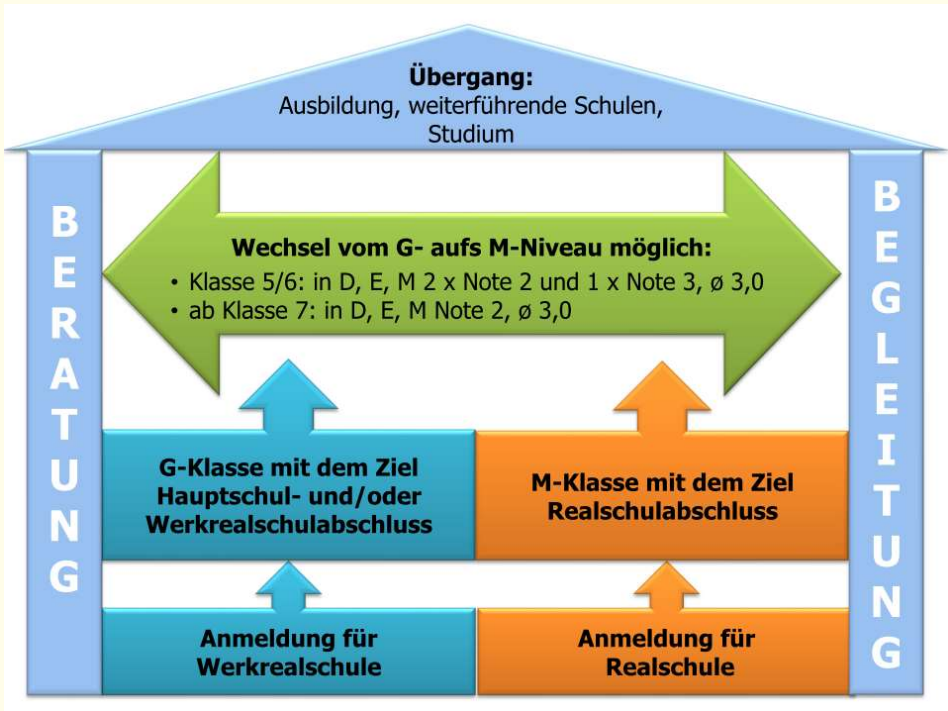 Übergang:
Ausbildung, weiterführende Schulen,
Studium
BERATUNG
Wechsel vom G- aufs M-Niveau möglich:
• Klasse 5/6: in D, E, M 2 x Note 2 und 1 x Note 3, ø 3,0
• ab Klasse 7: in D, E, M Note 2, ø 3,0
G-Klasse mit dem Ziel
Hauptschul- und/oder
Werkrealschulabschluss
M-Klasse mit dem Ziel
Realschulabschluss
Anmeldung für
Werkrealschule
Anmeldung für
Realschule
BEGLEITUNG